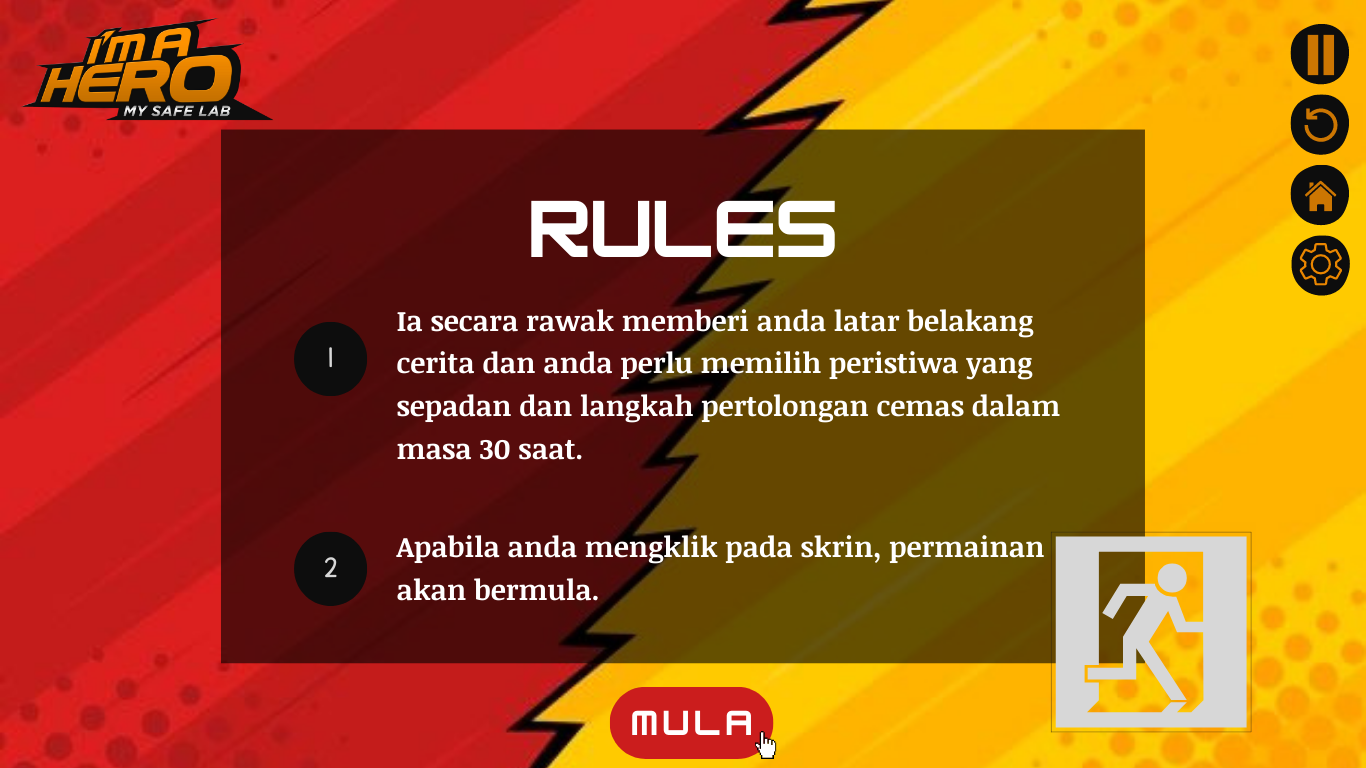 I'M A
HERO
MY SAFE LAB
RULES
1
Ia secara rawak memberi anda latar belakang
cerita dan anda perlu memilih peristiwa yang
sepadan dan langkah pertolongan cemas dalam
masa 30 saat.
2
Apabila anda mengklik pada skrin, permainan
akan bermula.
MULA